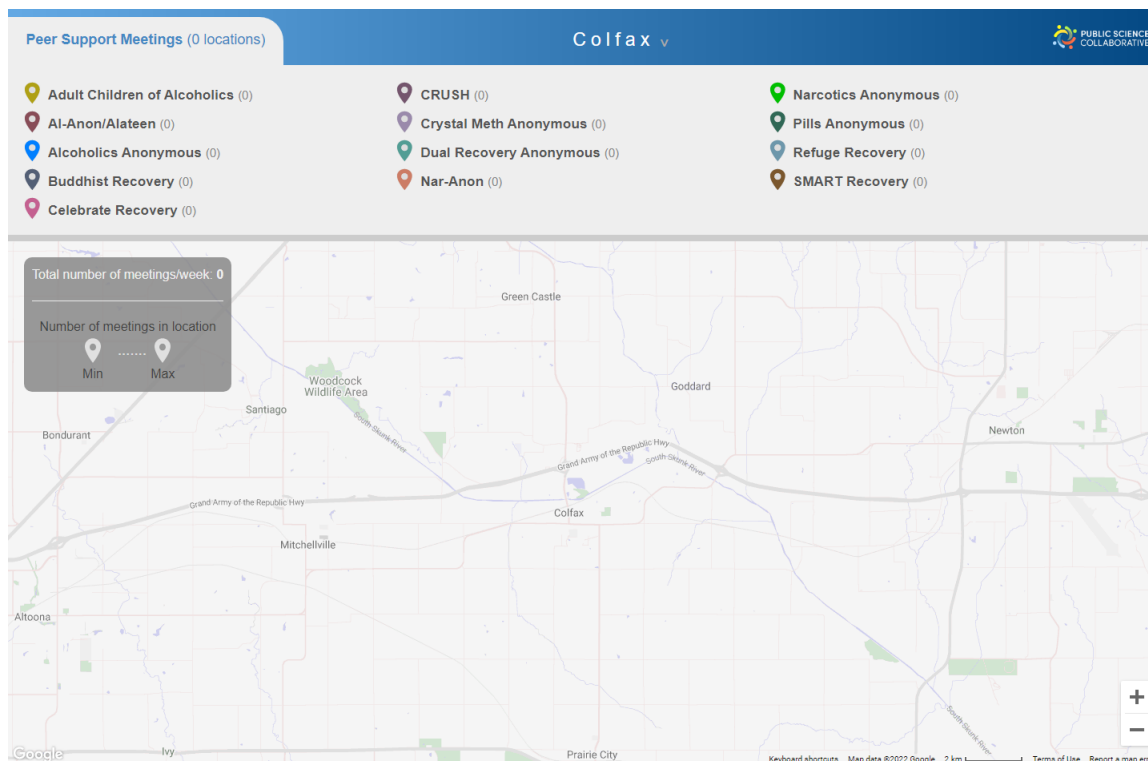 Peer Support Meetings (0 locations)
Colfax v
PUBLIC SCIENCE
COLLABORATIVE
Adult Children of Alcoholics (0)
Al-Anon/Alateen (0)
Alcoholics Anonymous (0)
Buddhist Recovery (0)
Celebrate Recovery (0)
CRUSH (0)
Crystal Meth Anonymous (0)
Dual Recovery Anonymous (0)
Nar-Anon (0)
Narcotics Anonymous (0)
Pills Anonymous (0)
Refuge Recovery (0)
SMART Recovery (0)
Total number of meetings/week: 0
Number of meetings in location
Min ....... Max
Green Castle
Woodcock
Wildlife Area
Goddard
Santiago
South Skunk River
Bondurant
Newton
Grand Army of the Republic Hwy
South Skunk River
Grand Army of the Republic Hwy
Colfax
Mitchellville
Altoona
South Skunk River
Ivy
Prairie City
Google
Keyboard shortcuts Map data ©2022 Google 2 km Terms of Use Report a map